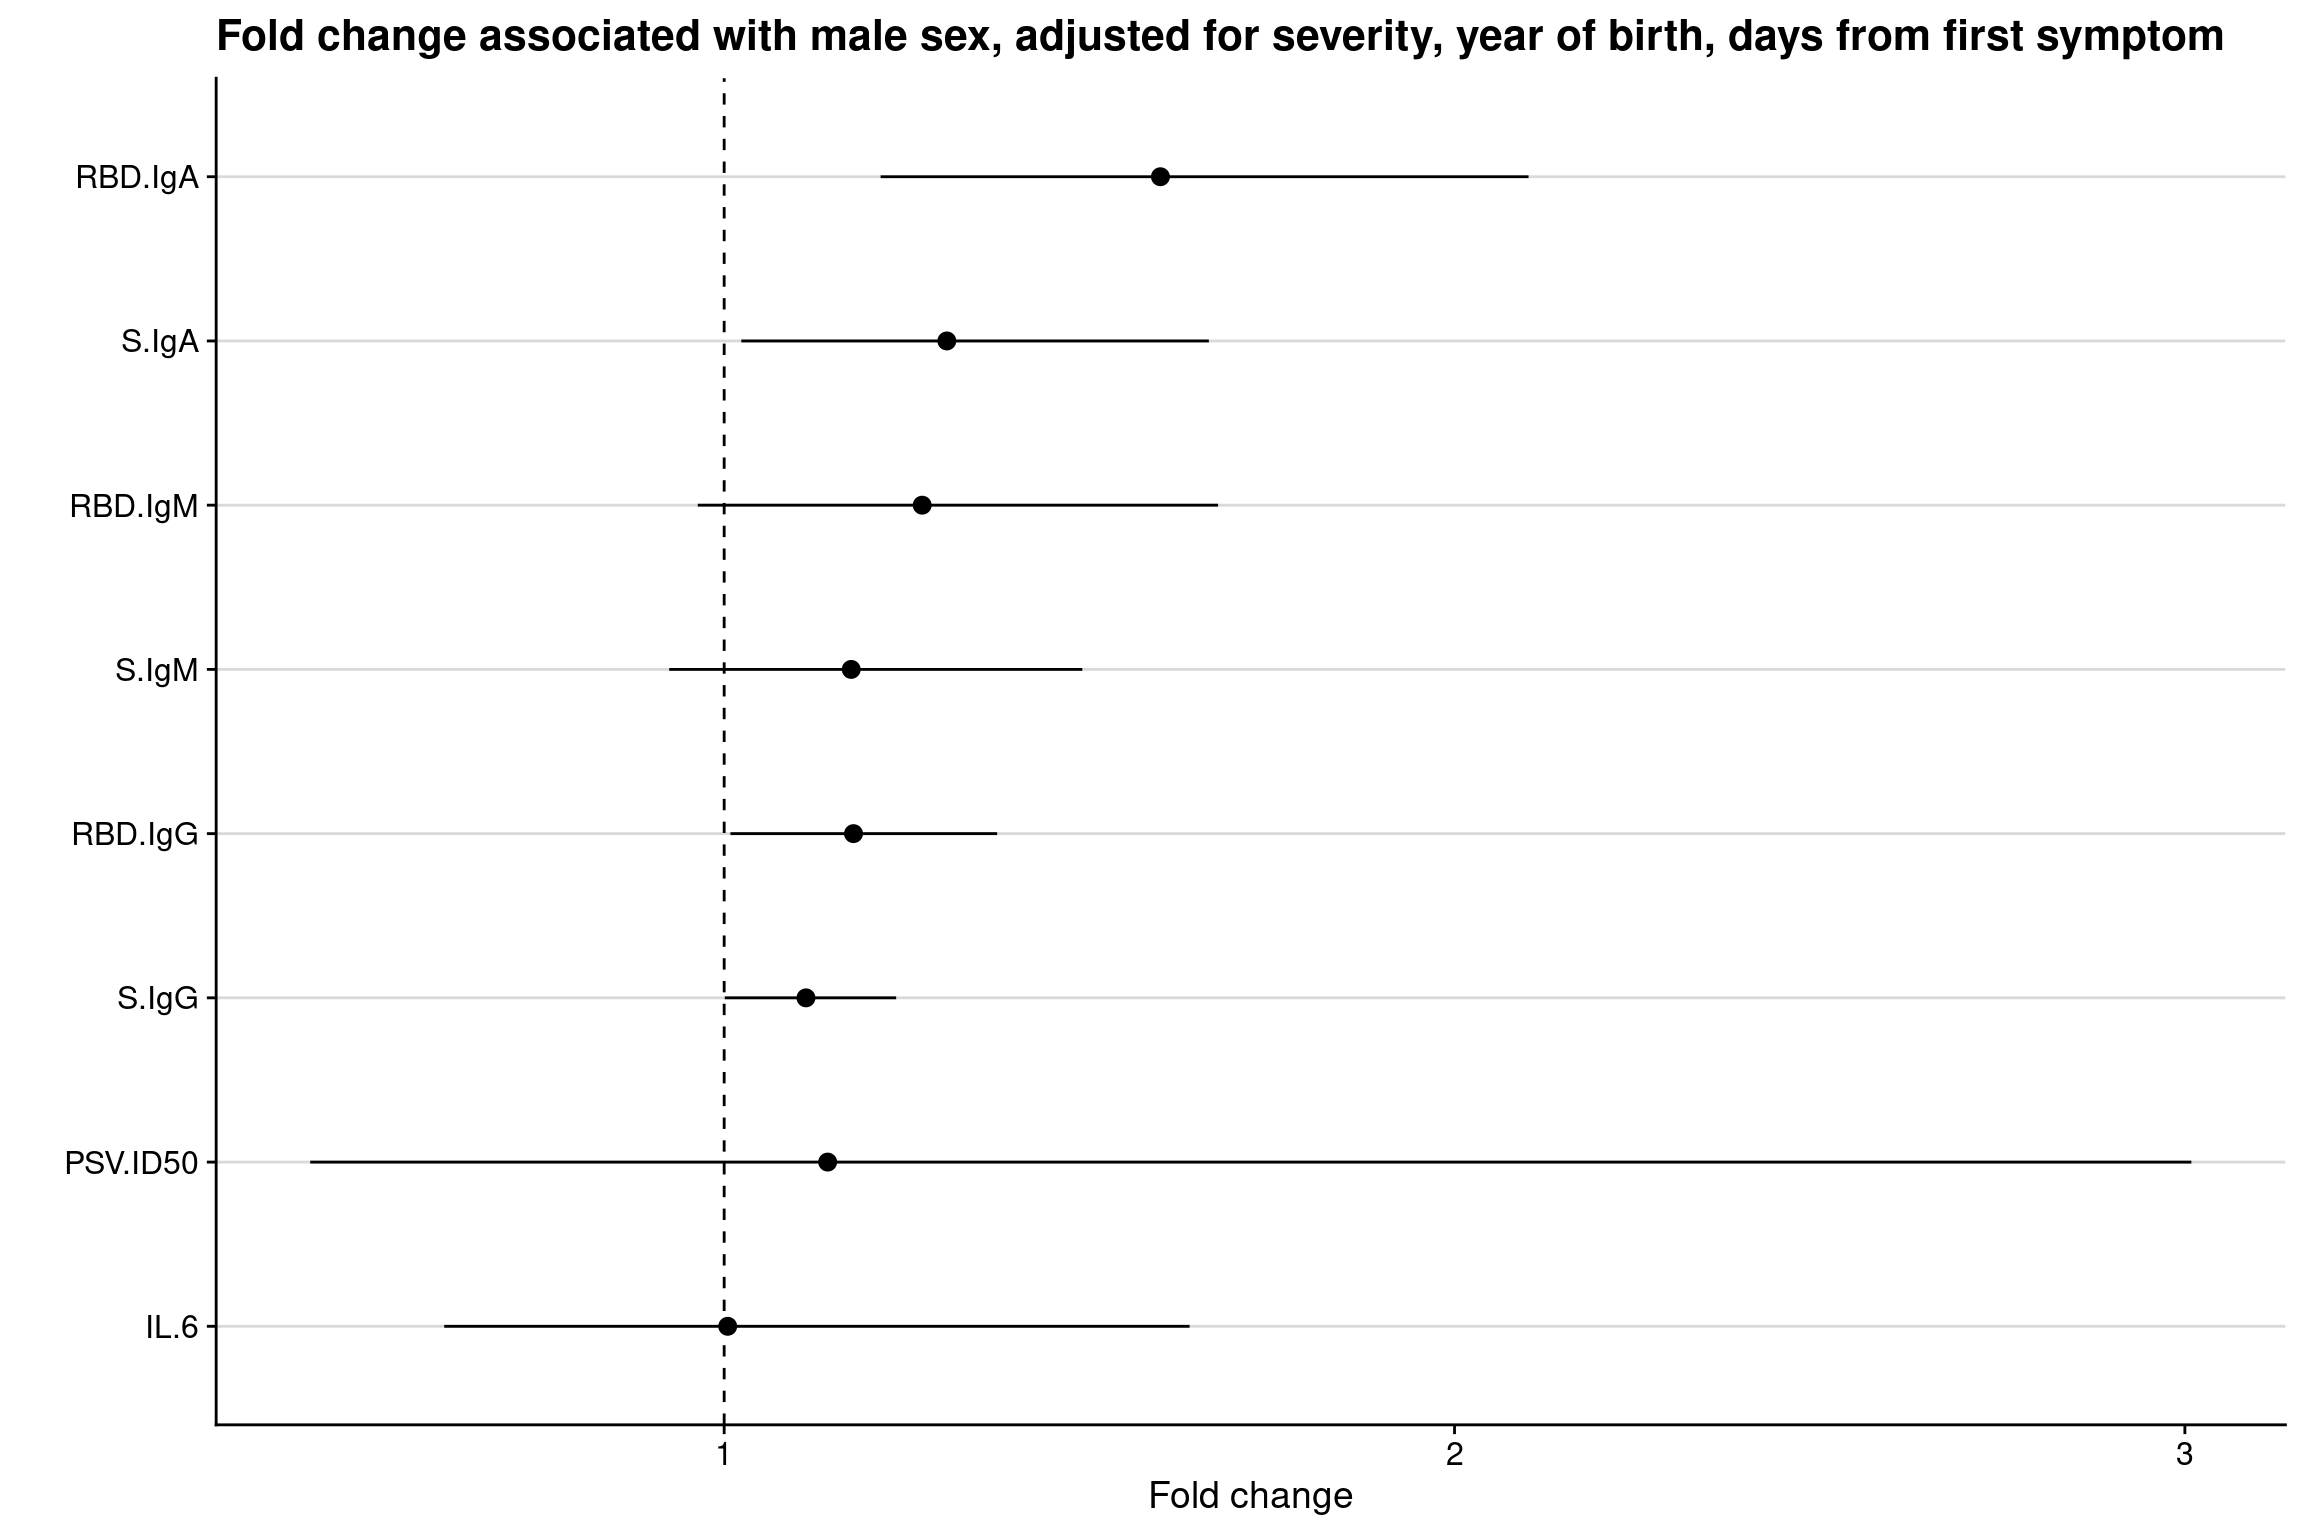 Fold change associated with male sex, adjusted for severity, year of birth, days from first symptom
RBD.IgA
S.IgA
RBD.IgM
S.IgM
RBD.IgG
S.IgG
PSV.ID50
IL.6
1 2 3
Fold change